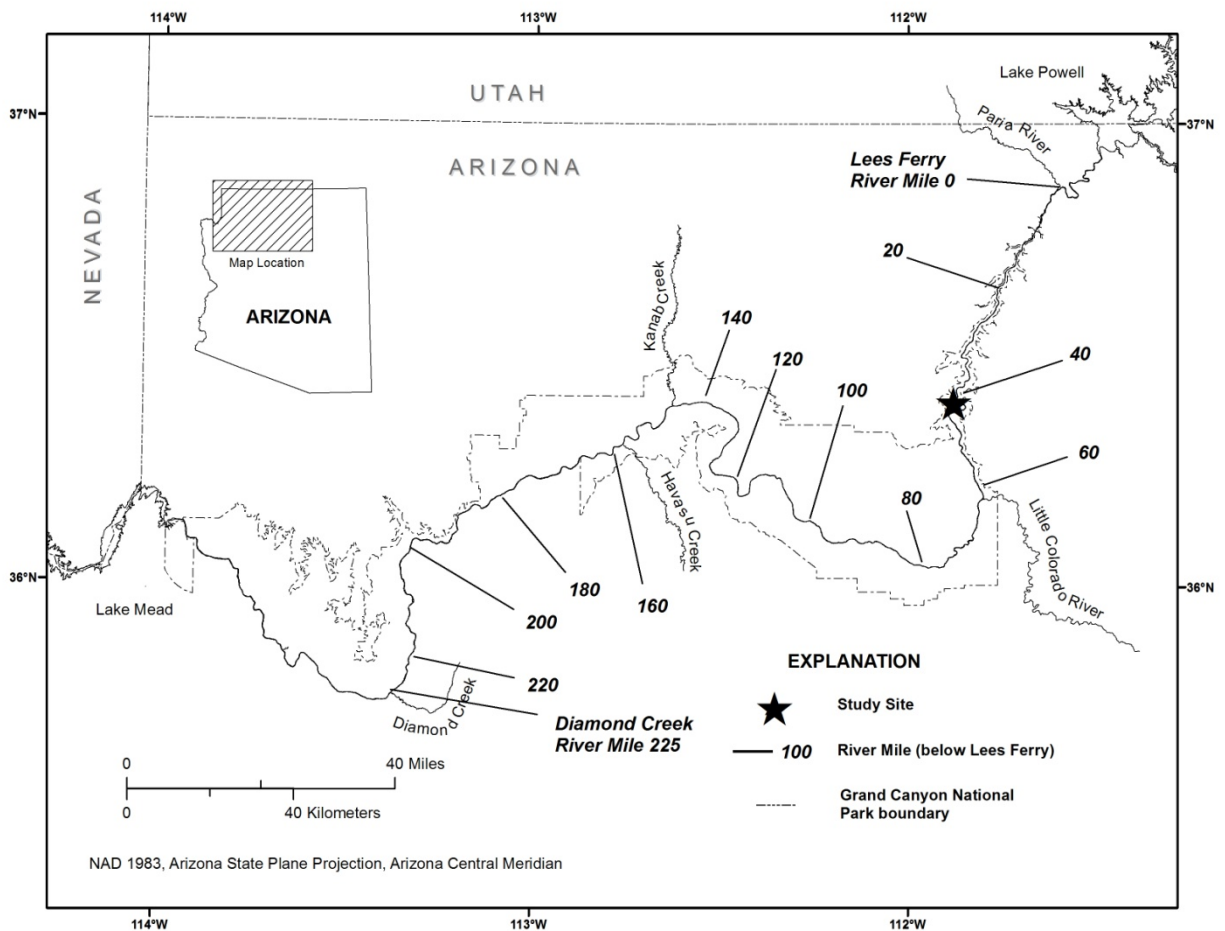 114°W
113°W
112°W
Lake Powell
UTAH
37°N
37°N
Paria River
ARIZONA
Lees Ferry
River Mile 0
NEVADA
20
Map Location
Kanab Creek
ARIZONA
140
40
120
100
60
80
Havasu Creek
Little Colorado River
36°N
36°N
180
160
Lake Mead
200
EXPLANATION
220
Study Site
Diamond Creek
Diamond Creek
River Mile 225
100
River Mile (below Lees Ferry)
0
40 Miles
0
40 Kilometers
Grand Canyon National
Park boundary
NAD 1983, Arizona State Plane Projection, Arizona Central Meridian
114°W
113°W
112°W